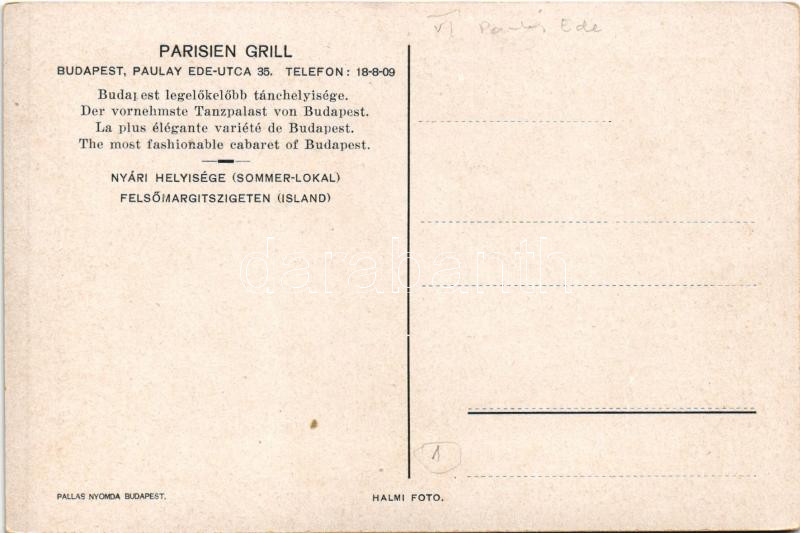 PARISIEN GRILL
BUDAPEST, PAULAY EDE-UTCA 35. TELEFON: 18-8-09
Budapest legelőkelőbb tánchelyisége.
Der vornehmste Tanzpalast von Budapest.
La plus élégante variété de Budapest.
The most fashionable cabaret of Budapest.
NYÁRI HELYISÉGE (SOMMER-LOKAL)
FELSŐMARGITSZIGETEN (ISLAND)
VI Ede
darabanth
1
PALLAS NYOMDA BUDAPEST.
HALMI FOTO.